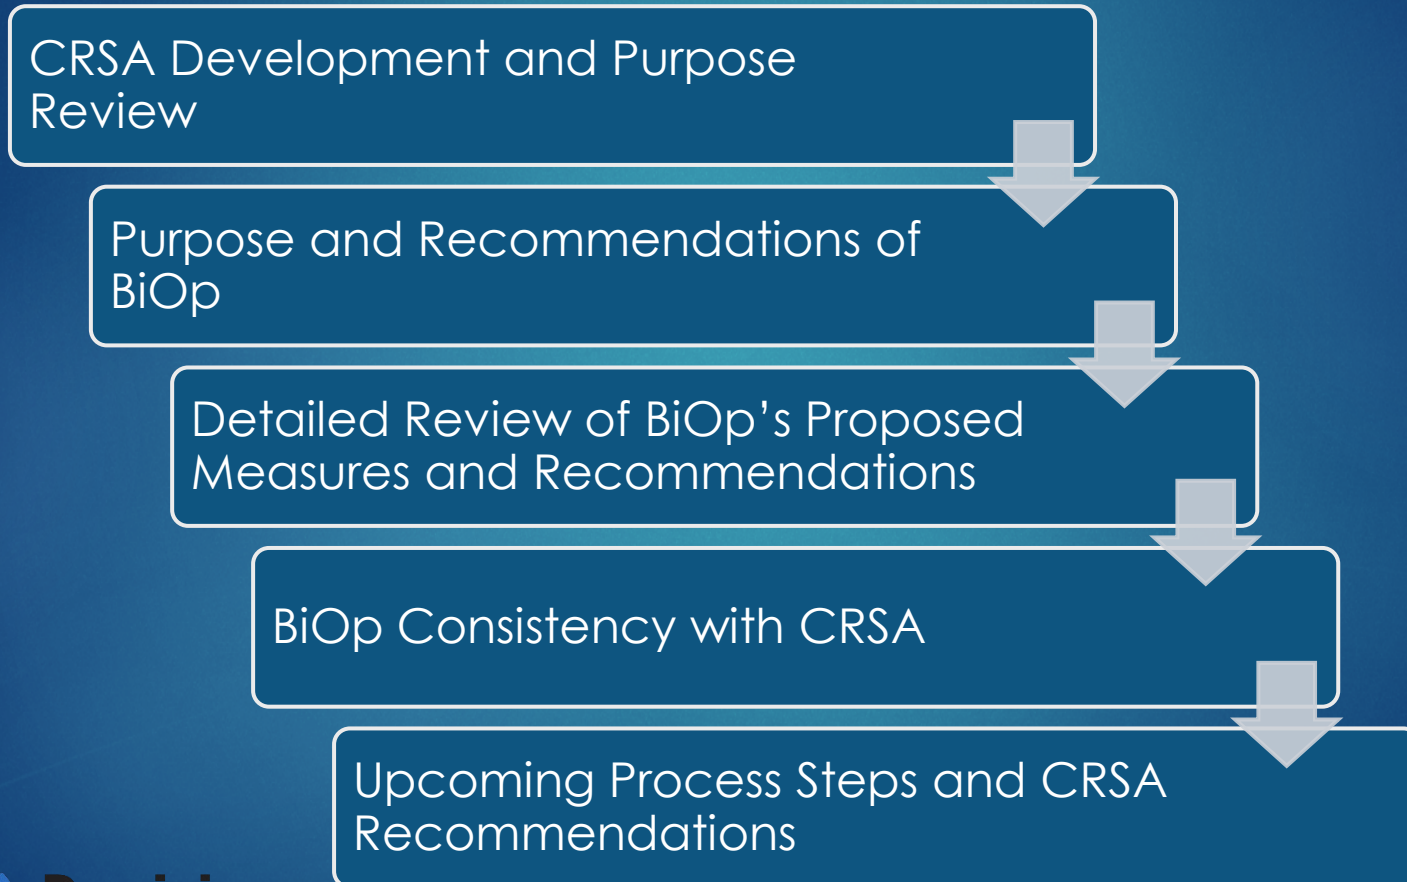 CRSA Development and Purpose
Review
Purpose and Recommendations of
BiOp
Detailed Review of BiOp’s Proposed
Measures and Recommendations
BiOp Consistency with CRSA
Upcoming Process Steps and CRSA
Recommendations